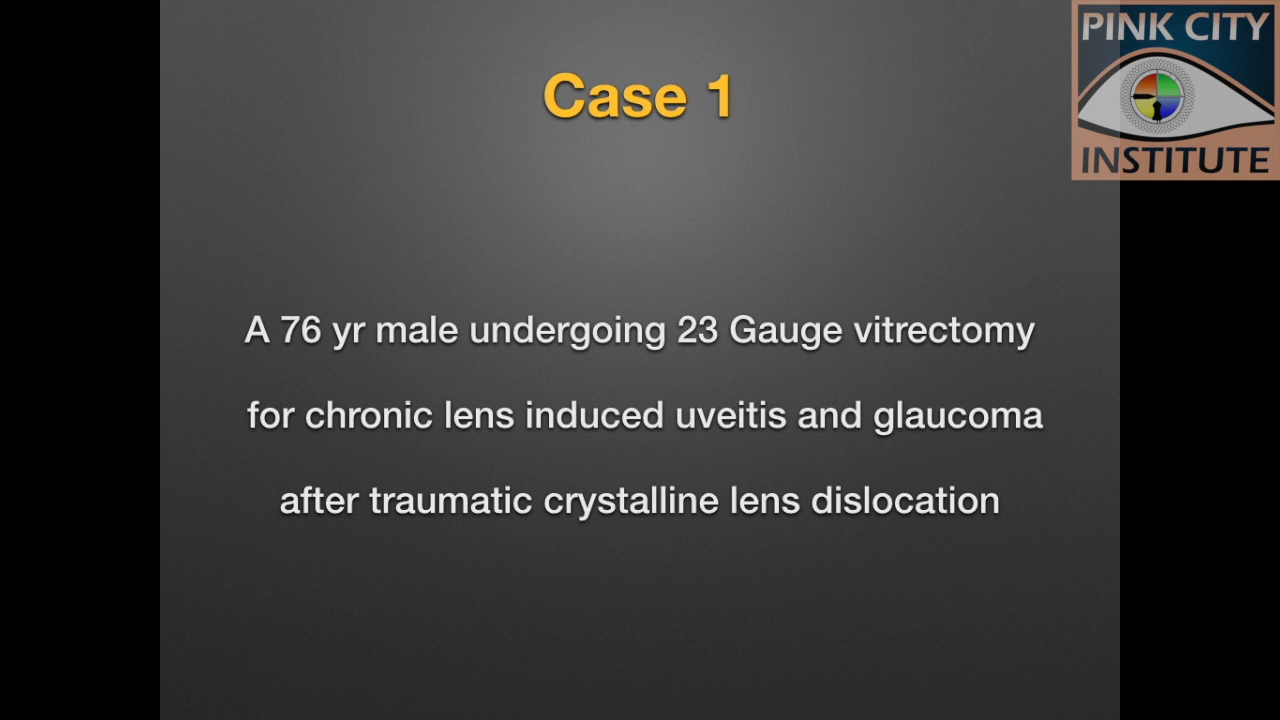 PINK CITY
INSTITUTE
Case 1
A 76 yr male undergoing 23 Gauge vitrectomy
for chronic lens induced uveitis and glaucoma
after traumatic crystalline lens dislocation